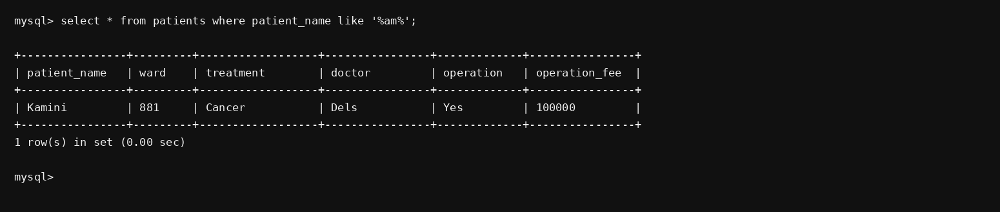 mysql> select * from patients where patient_name like '%am%';
+----------------+---------+------------------+----------------+-------------+----------------+
| patient_name   | ward    | treatment        | doctor         | operation   | operation_fee  |
+----------------+---------+------------------+----------------+-------------+----------------+
| Kamini         | 881     | Cancer           | Dels           | Yes         | 100000         |
+----------------+---------+------------------+----------------+-------------+----------------+
1 row(s) in set (0.00 sec)
mysql>